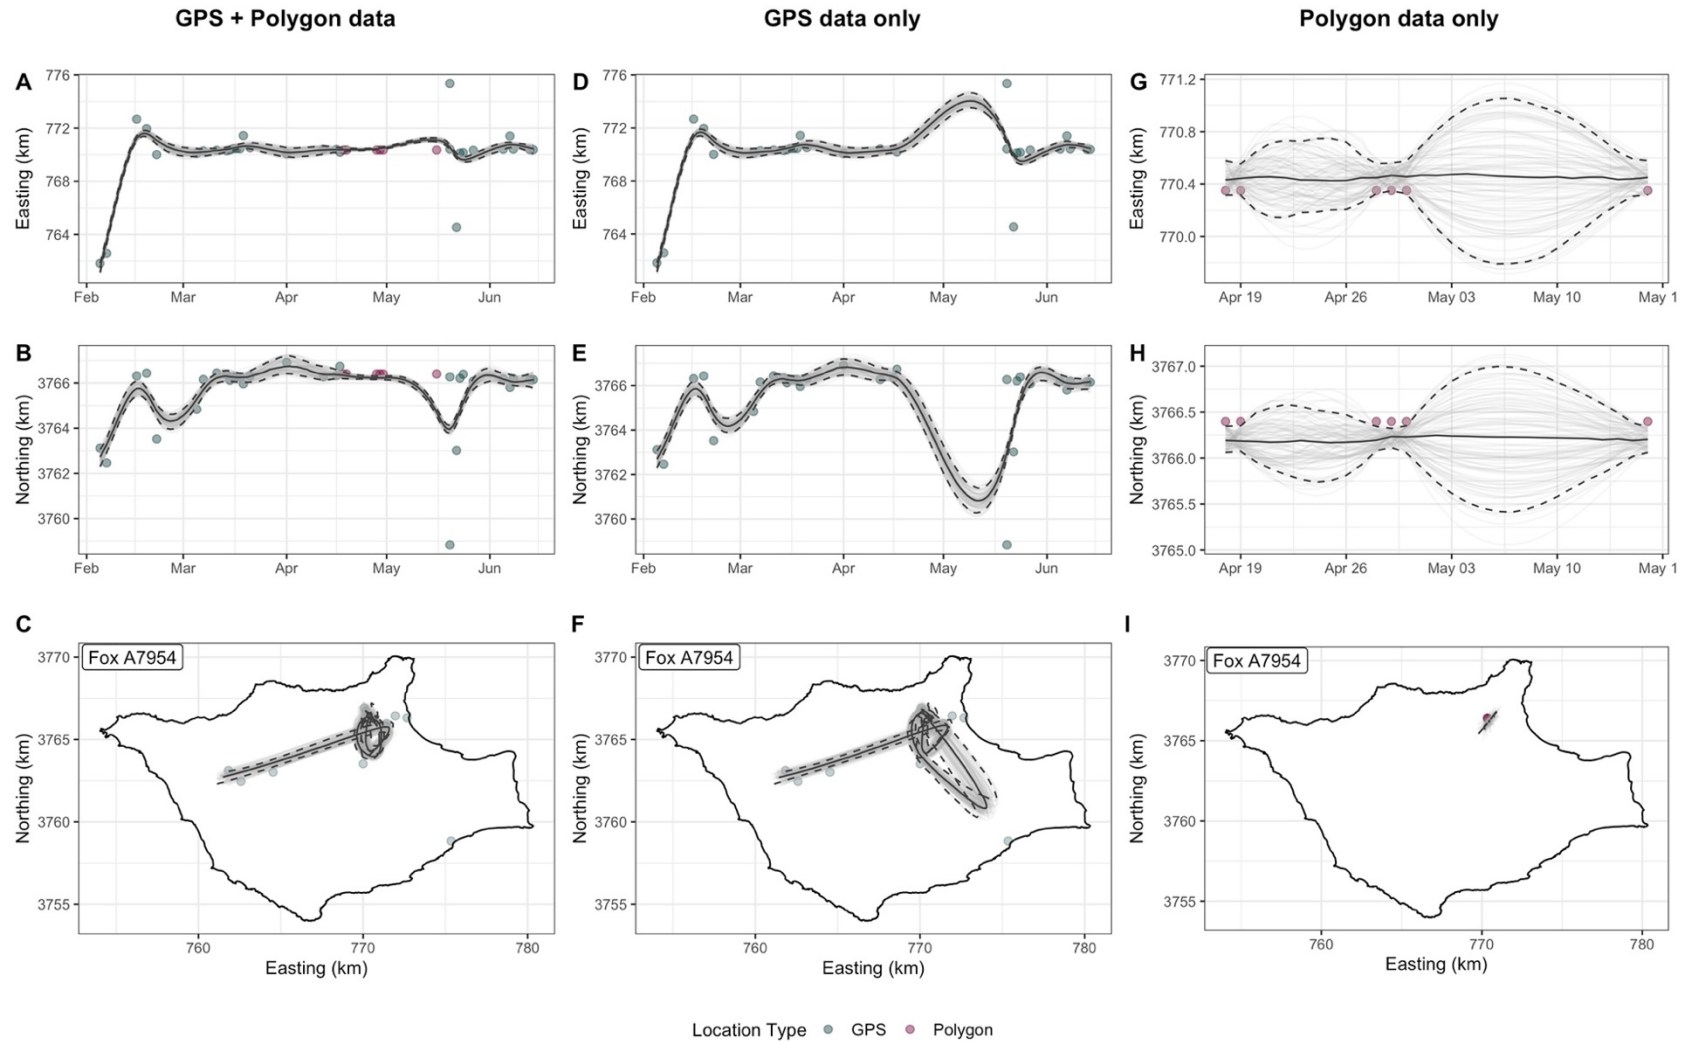 GPS + Polygon data
GPS data only
Polygon data only
A
776
772
768
764
Easting (km)
Feb Mar Apr May Jun
D
776
772
768
764
Easting (km)
Feb Mar Apr May Jun
G
771.2
770.8
770.4
770.0
Easting (km)
Apr 19 Apr 26 May 03 May 10 May 1
B
3766
3764
3762
3760
Northing (km)
Feb Mar Apr May Jun
E
3766
3764
3762
3760
Northing (km)
Feb Mar Apr May Jun
H
3767.0
3766.5
3766.0
3765.5
3765.0
Northing (km)
Apr 19 Apr 26 May 03 May 10 May 1
C
Fox A7954
3770
3765
3760
3755
Northing (km)
760 770 780
Easting (km)
F
Fox A7954
3770
3765
3760
3755
Northing (km)
760 770 780
Easting (km)
I
Fox A7954
3770
3765
3760
3755
Northing (km)
760 770 780
Easting (km)
Location Type GPS Polygon